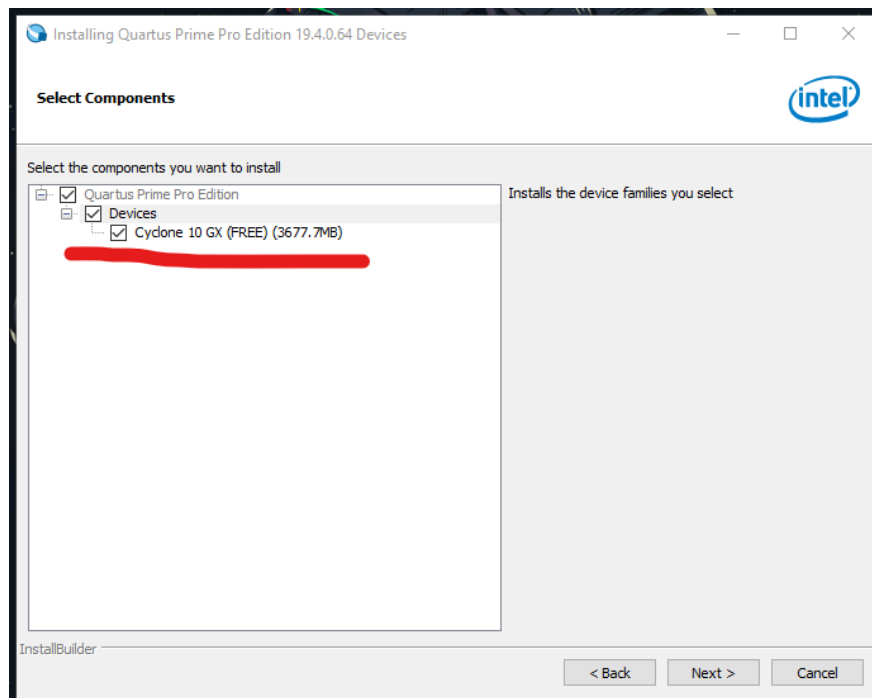 Installing Quartus Prime Pro Edition 19.4.0.64 Devices
Select Components
intel
Select the components you want to install
Quartus Prime Pro Edition
Installs the device families you select
Devices
Cyclone 10 GX (FREE) (3677.7MB)
InstallBuilder
< Back Next > Cancel